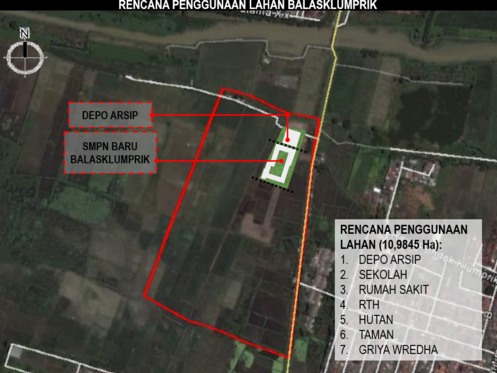 RENCANA PENGGUNAAN LAHAN BALASKLUMPRIK
N
DEPO ARSIP
SMPN BARU
BALASKLUMPRIK
RENCANA PENGGUNAAN
LAHAN (10,9845 Ha):
1. DEPO ARSIP
2. SEKOLAH
3. RUMAH SAKIT
4. RTH
5. HUTAN
6. TAMAN
7. GRIYA WREDHA